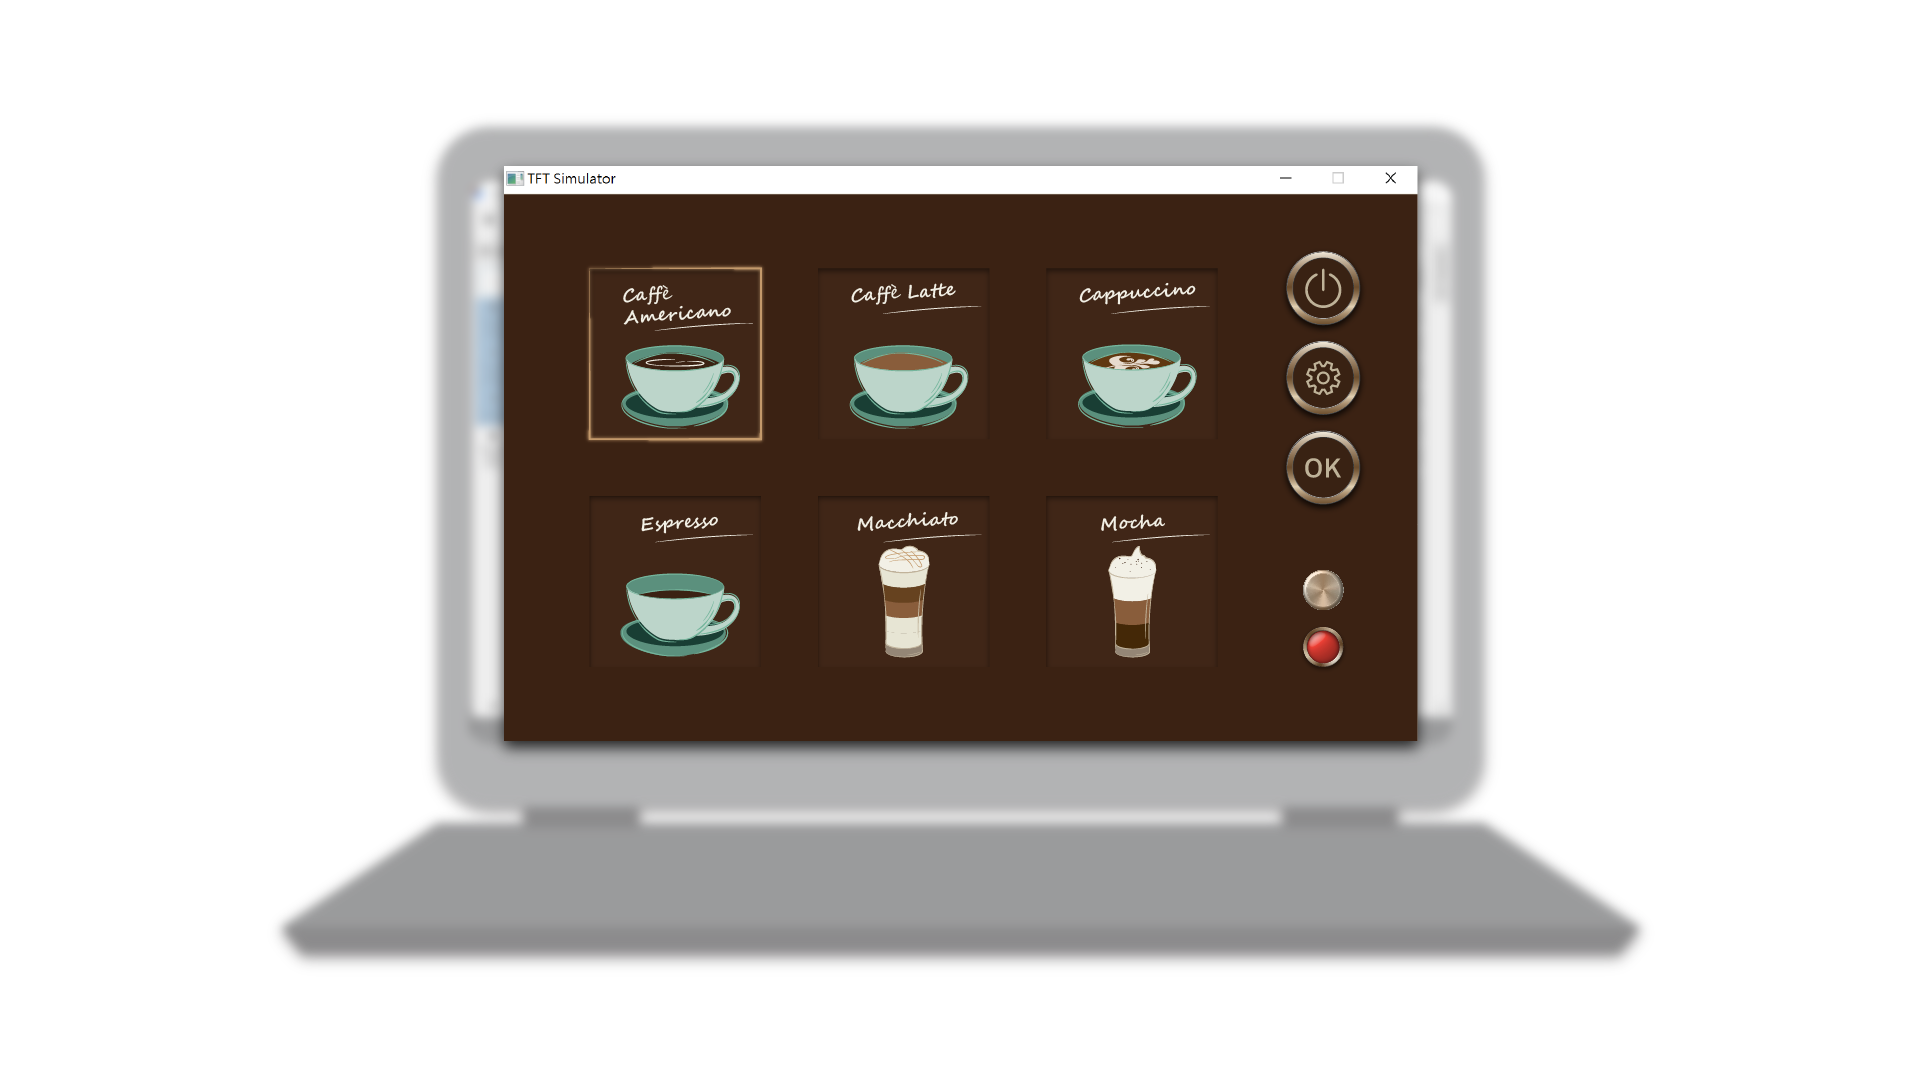 TFT Simulator
Caffè
Americano
Caffè Latte
Cappuccino
OK
Espresso
Macchiato
Mocha